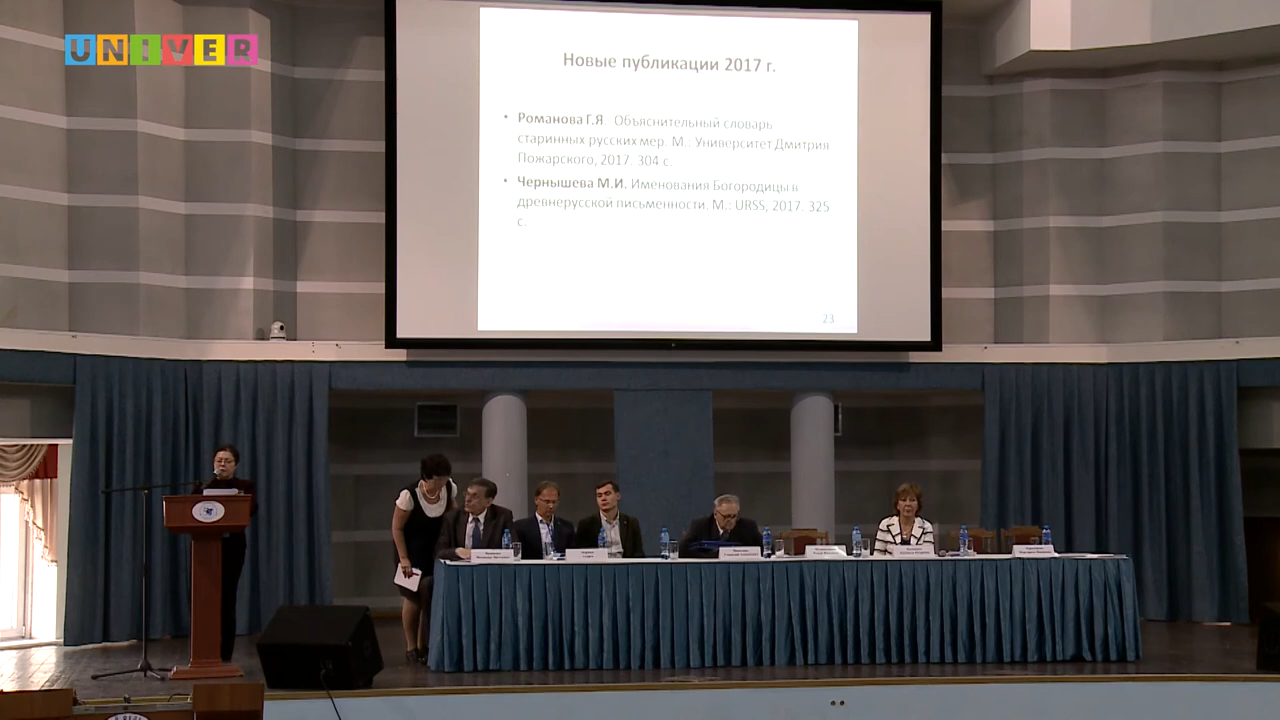 UNIVER
Новые публикации 2017 г.
• Романова Г.Я. Объяснительный словарь
старинных русских мер. М.: Университет Дмитрия
Пожарского, 2017. 304 с.
• Чернышева М.И. Именования Богородицы в
древнерусской письменности. М.: URSS, 2017. 325
с.
23